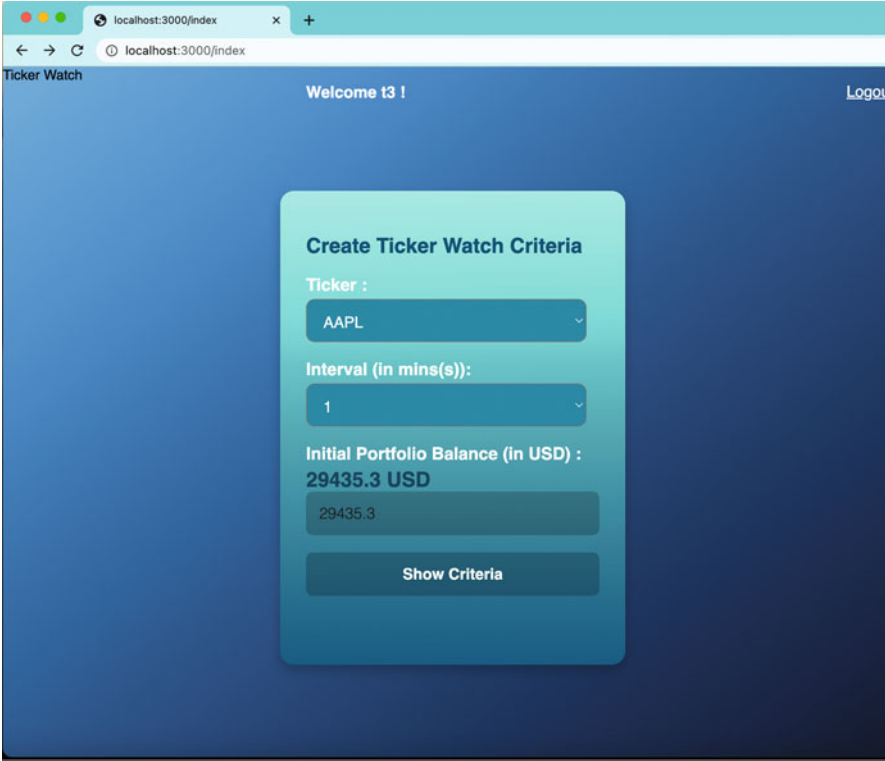 localhost:3000/index
localhost:3000/index
Ticker Watch
Welcome t3 !
Logou
Create Ticker Watch Criteria
Ticker :
AAPL
Interval (in mins(s)):
1
Initial Portfolio Balance (in USD) :
29435.3 USD
29435.3
Show Criteria